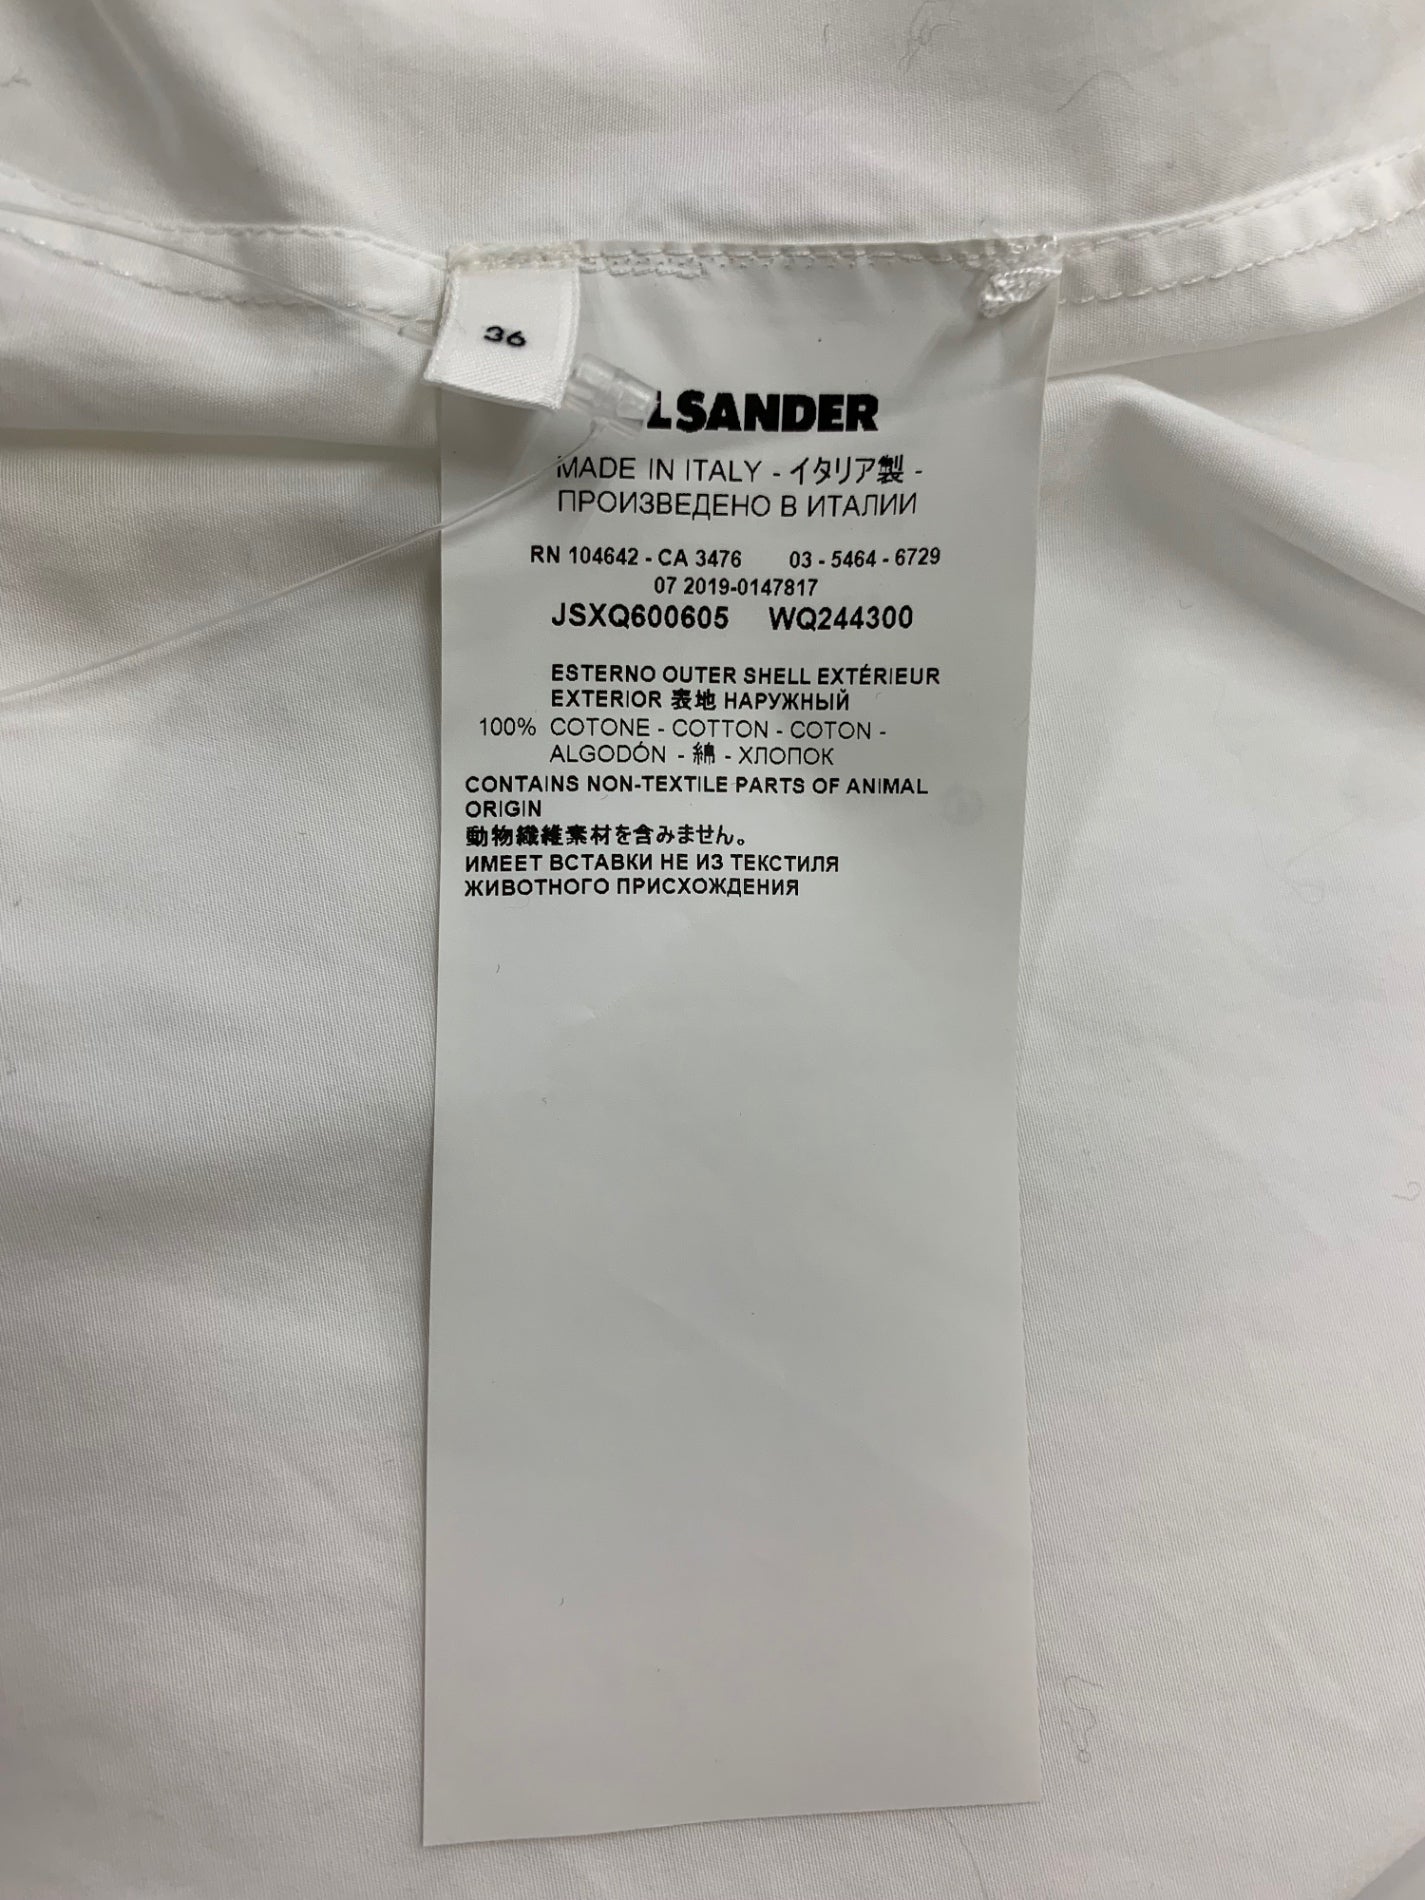 36
SANDER
MADE IN ITALY - イタリア製 -
ПРОИЗВЕДЕНО В ИТАЛИИ
RN 104642 - CA 3476 03 - 5464 - 6729
07 2019-0147817
JSXQ600605 WQ244300
ESTERNO OUTER SHELL EXTÉRIEUR
EXTERIOR 表地 НАРУЖНЫЙ
100% COTONE - COTTON - COTON -
ALGODÓN - 綿 - ХЛОПОК
CONTAINS NON-TEXTILE PARTS OF ANIMAL
ORIGIN
動物繊維素材を含みません。
ИМЕЕТ ВСТАВКИ НЕ ИЗ ТЕКСТИЛЯ
ЖИВОТНОГО ПРИСХОЖДЕНИЯ